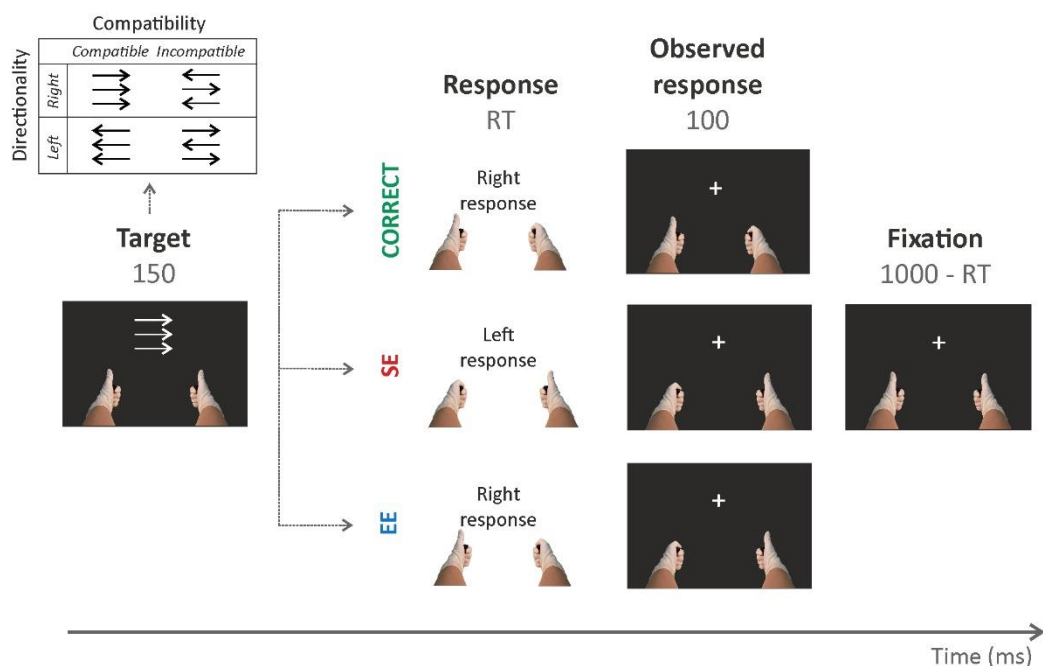 Compatibility
Compatible Incompatible
Directionality
Right
Left
Target
150
CORRECT
SE
EE
Response
RT
Right
response
Left
response
Right
response
Observed
response
100
Fixation
1000 - RT
Time (ms)